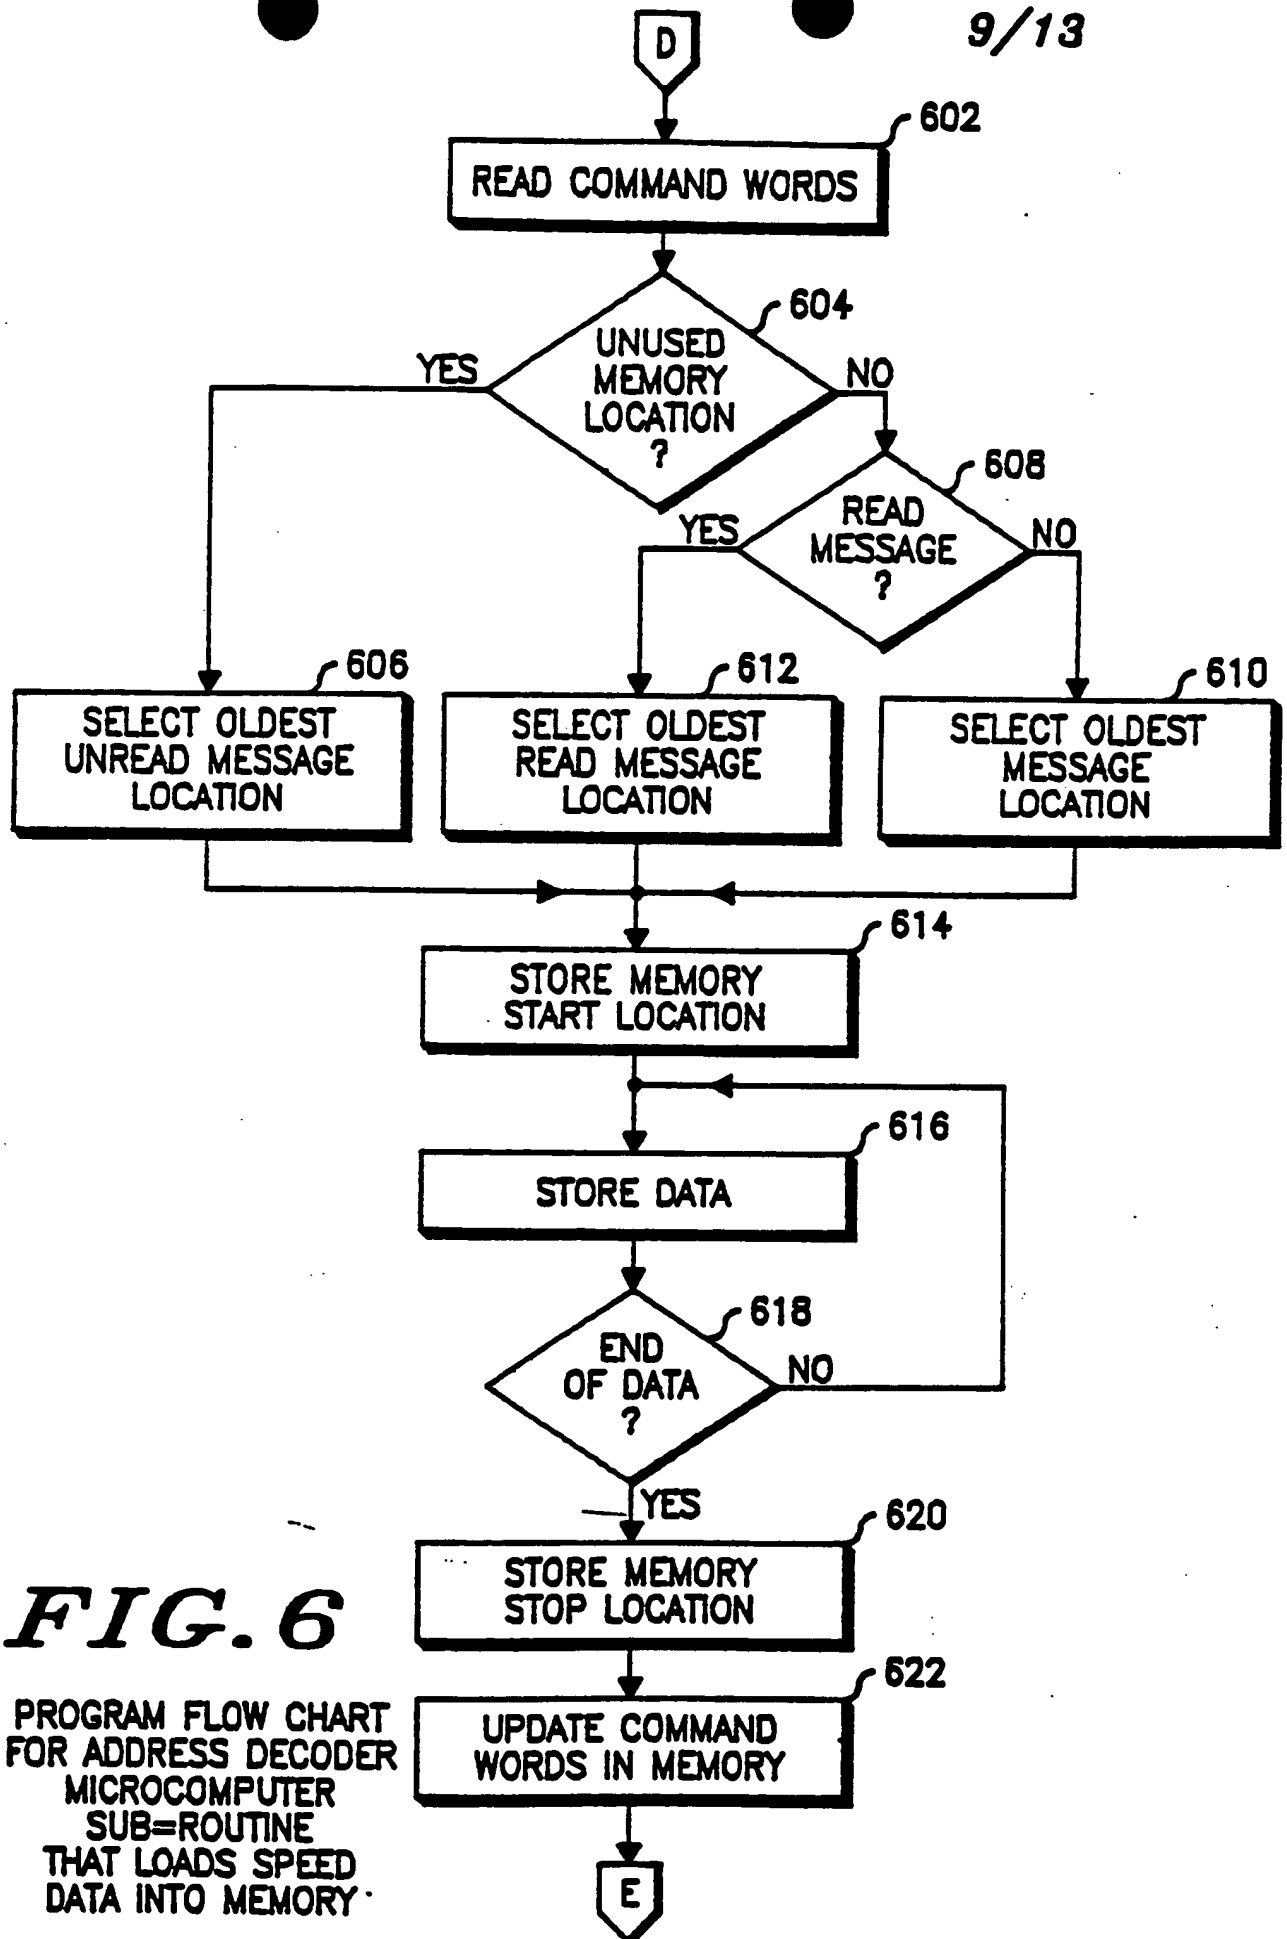 9/13
D
602
READ COMMAND WORDS
604
UNUSED
MEMORY
LOCATION
?
YES
NO
608
READ
MESSAGE
?
YES
NO
606
SELECT OLDEST
UNREAD MESSAGE
LOCATION
612
SELECT OLDEST
READ MESSAGE
LOCATION
610
SELECT OLDEST
MESSAGE
LOCATION
614
STORE MEMORY
START LOCATION
616
STORE DATA
618
END
OF DATA
?
NO
YES
620
STORE MEMORY
STOP LOCATION
622
UPDATE COMMAND
WORDS IN MEMORY
E
FIG. 6
PROGRAM FLOW CHART
FOR ADDRESS DECODER
MICROCOMPUTER
SUB=ROUTINE
THAT LOADS SPEED
DATA INTO MEMORY